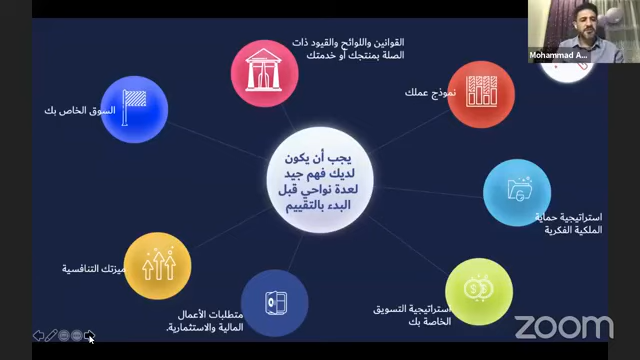 القوانين واللوائح والقيود ذات
الصلة بمنتجك أو خدمتك
Mohammad A...
نموذج عملك
السوق الخاص بك
يجب أن يكون
لديك فهم جيد
لعدة نواحي قبل
البدء بالتقييم
استراتيجية حماية
الملكية الفكرية
ميزتك التنافسية
استراتيجية التسويق
الخاصة بك
متطلبات الأعمال
المالية والاستثمارية.
zoom